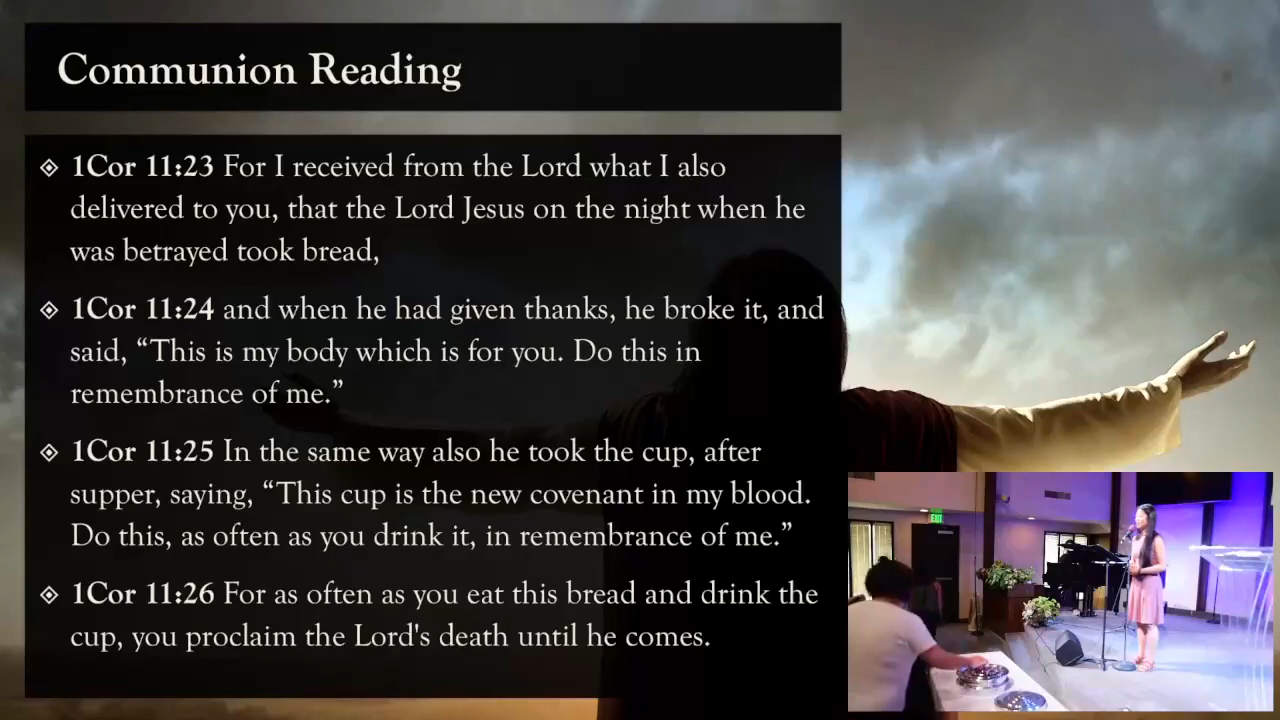 Communion Reading
1Cor 11:23 For I received from the Lord what I also
delivered to you, that the Lord Jesus on the night when he
was betrayed took bread,
1Cor 11:24 and when he had given thanks, he broke it, and
said, “This is my body which is for you. Do this in
remembrance of me.”
1Cor 11:25 In the same way also he took the cup, after
supper, saying, “This cup is the new covenant in my blood.
Do this, as often as you drink it, in remembrance of me.”
1Cor 11:26 For as often as you eat this bread and drink the
cup, you proclaim the Lord's death until he comes.
EXIT